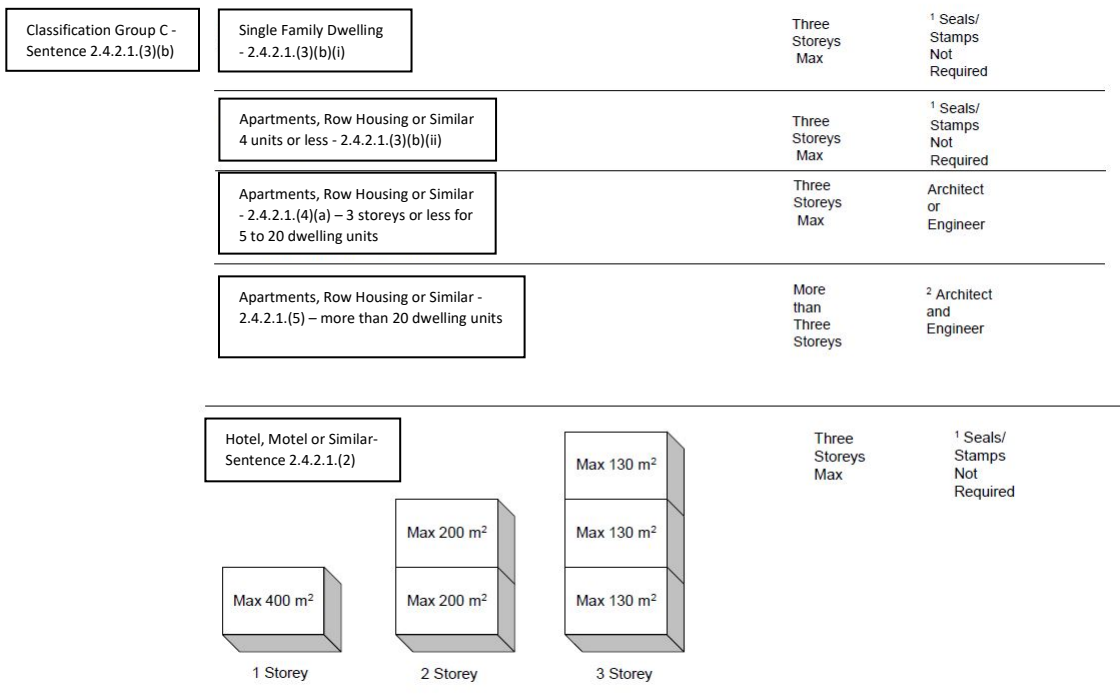 Classification Group C -
Sentence 2.4.2.1.(3)(b)
Single Family Dwelling
- 2.4.2.1.(3)(b)(i)
Three
Storeys
Max
¹ Seals/
Stamps
Not
Required
Apartments, Row Housing or Similar
4 units or less - 2.4.2.1.(3)(b)(ii)
Three
Storeys
Max
¹ Seals/
Stamps
Not
Required
Apartments, Row Housing or Similar
- 2.4.2.1.(4)(a) – 3 storeys or less for
5 to 20 dwelling units
Three
Storeys
Max
Architect
or
Engineer
Apartments, Row Housing or Similar -
2.4.2.1.(5) – more than 20 dwelling units
More
than
Three
Storeys
² Architect
and
Engineer
Hotel, Motel or Similar-
Sentence 2.4.2.1.(2)
Three
Storeys
Max
¹ Seals/
Stamps
Not
Required
Max 400 m²
1 Storey
Max 200 m²
Max 200 m²
2 Storey
Max 130 m²
Max 130 m²
Max 130 m²
3 Storey